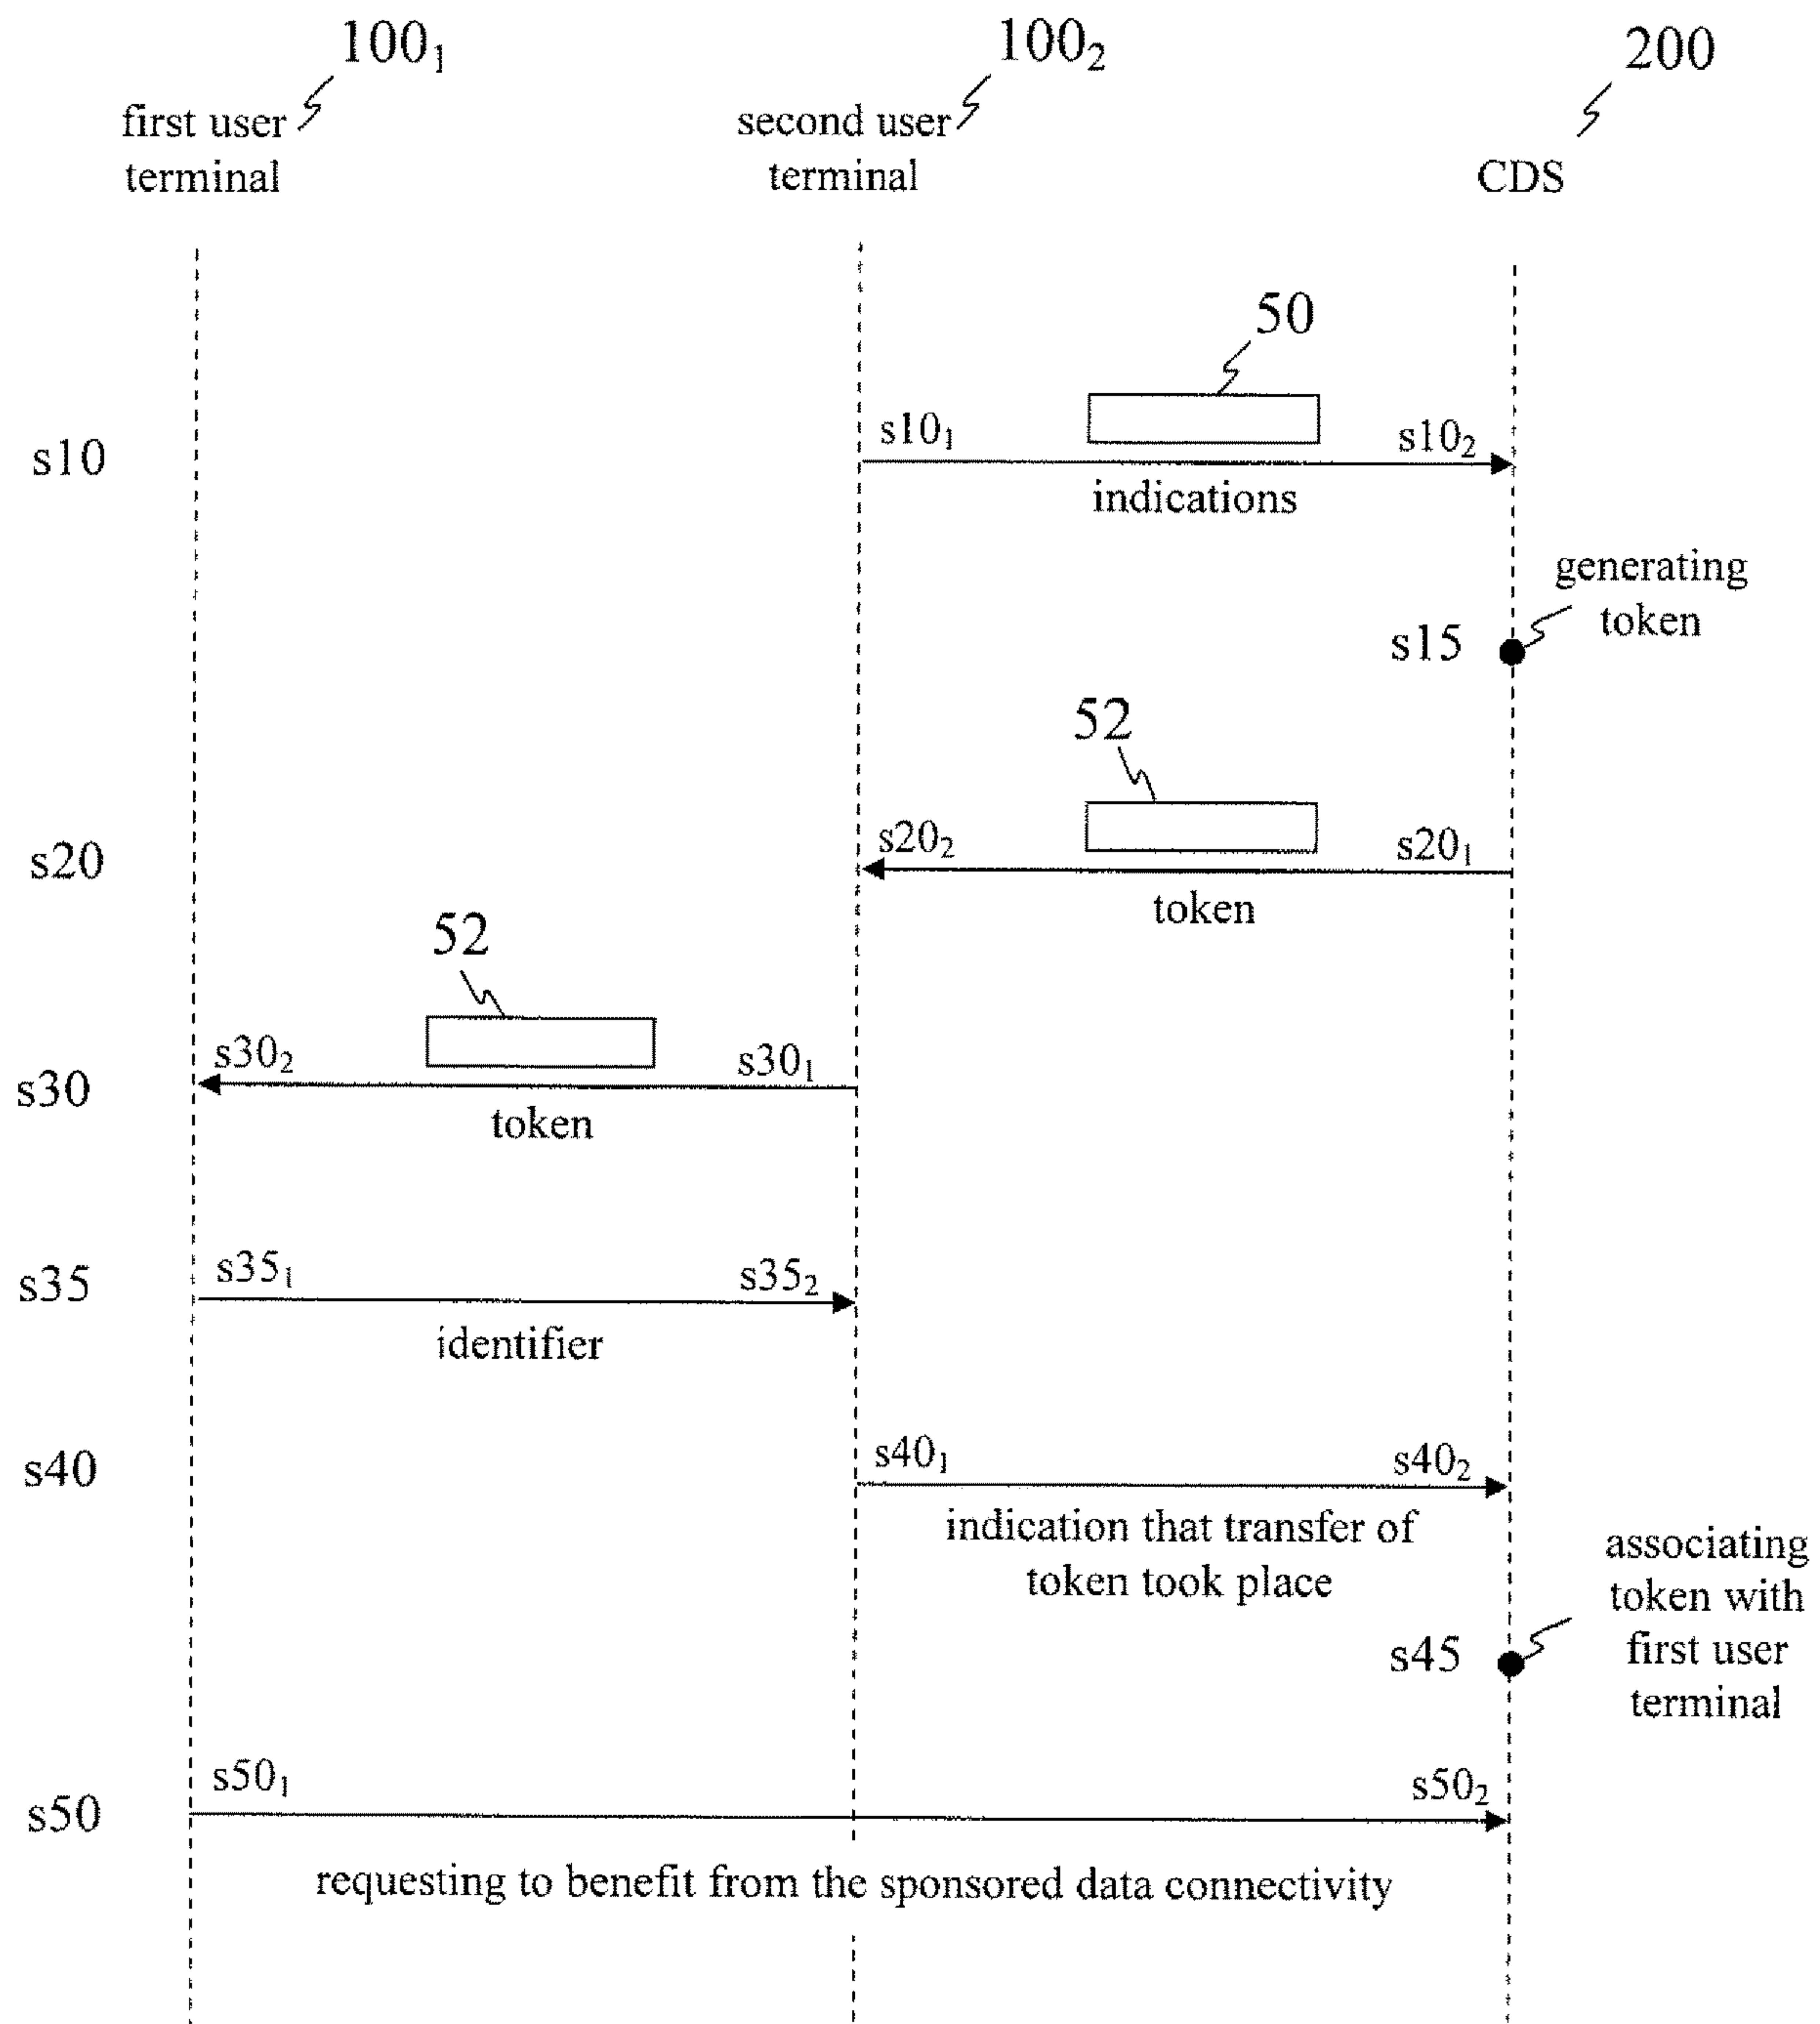 100₁
100₂
200
first user
terminal
second user
terminal
CDS
50
s10
s10₁
s10₂
indications
generating
token
s15
52
s20
s20₂
s20₁
token
52
s30
s30₂
s30₁
token
s35
s35₁
s35₂
identifier
s40
s40₁
s40₂
indication that transfer of
token took place
associating
token with
first user
terminal
s45
s50
s50₁
s50₂
requesting to benefit from the sponsored data connectivity